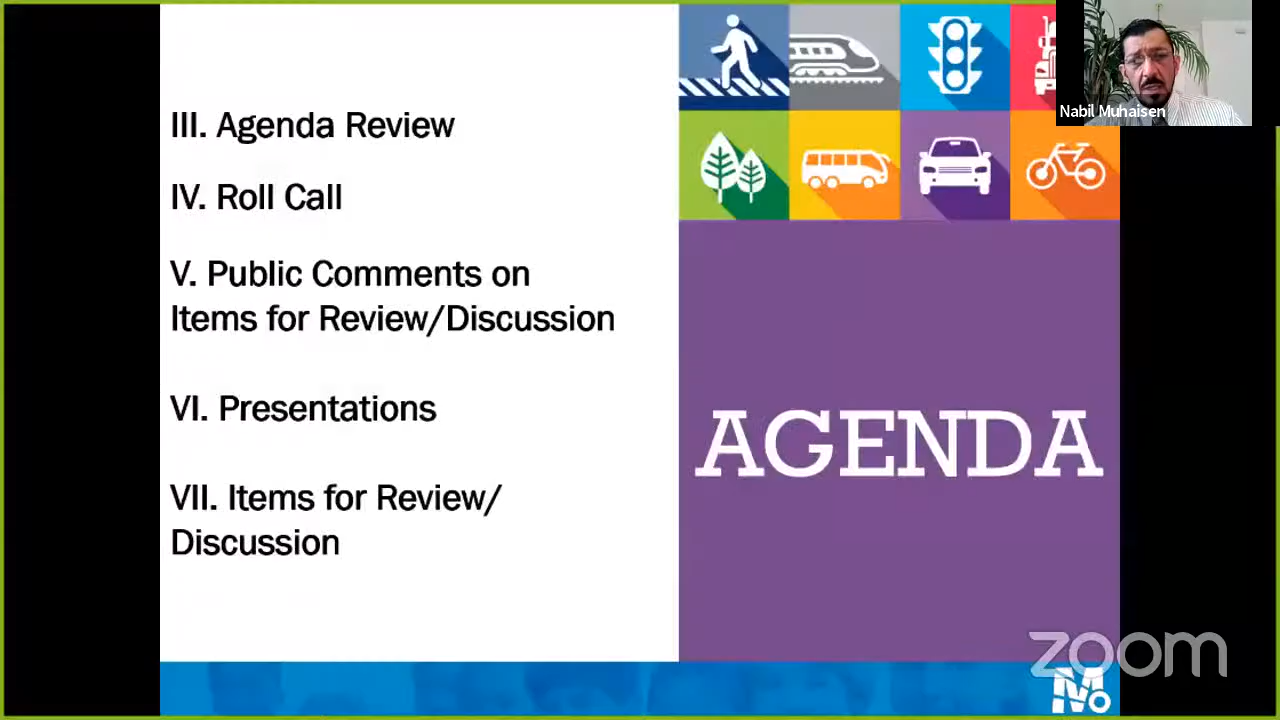 III. Agenda Review
IV. Roll Call
V. Public Comments on
Items for Review/Discussion
VI. Presentations
VII. Items for Review/
Discussion
AGENDA
Nabil Muhaisen
zoom
Mo